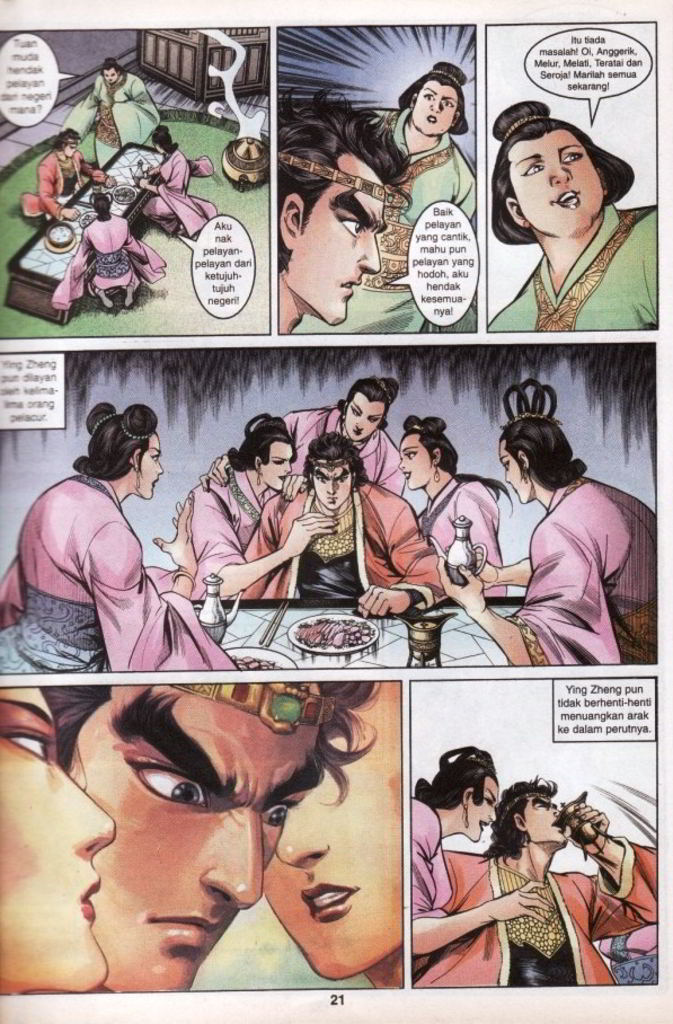 Tuan
muda
hendak
pelayan
dari negeri
mana?
Aku
nak
pelayan-
pelayan dari
ketujuh-
tujuh
negeri!
Baik
pelayan
yang cantik,
mahu pun
pelayan yang
hodoh, aku
hendak
kesemua-
nya!
Itu tiada
masalah! Oi, Anggerik,
Melur, Melati, Teratai dan
Seroja! Marilah semua
sekarang!
Ying Zheng
pun dilayan
oleh kelima-
lima orang
pelacur.
Ying Zheng pun
tidak berhenti-henti
menuangkan arak
ke dalam perutnya.
21